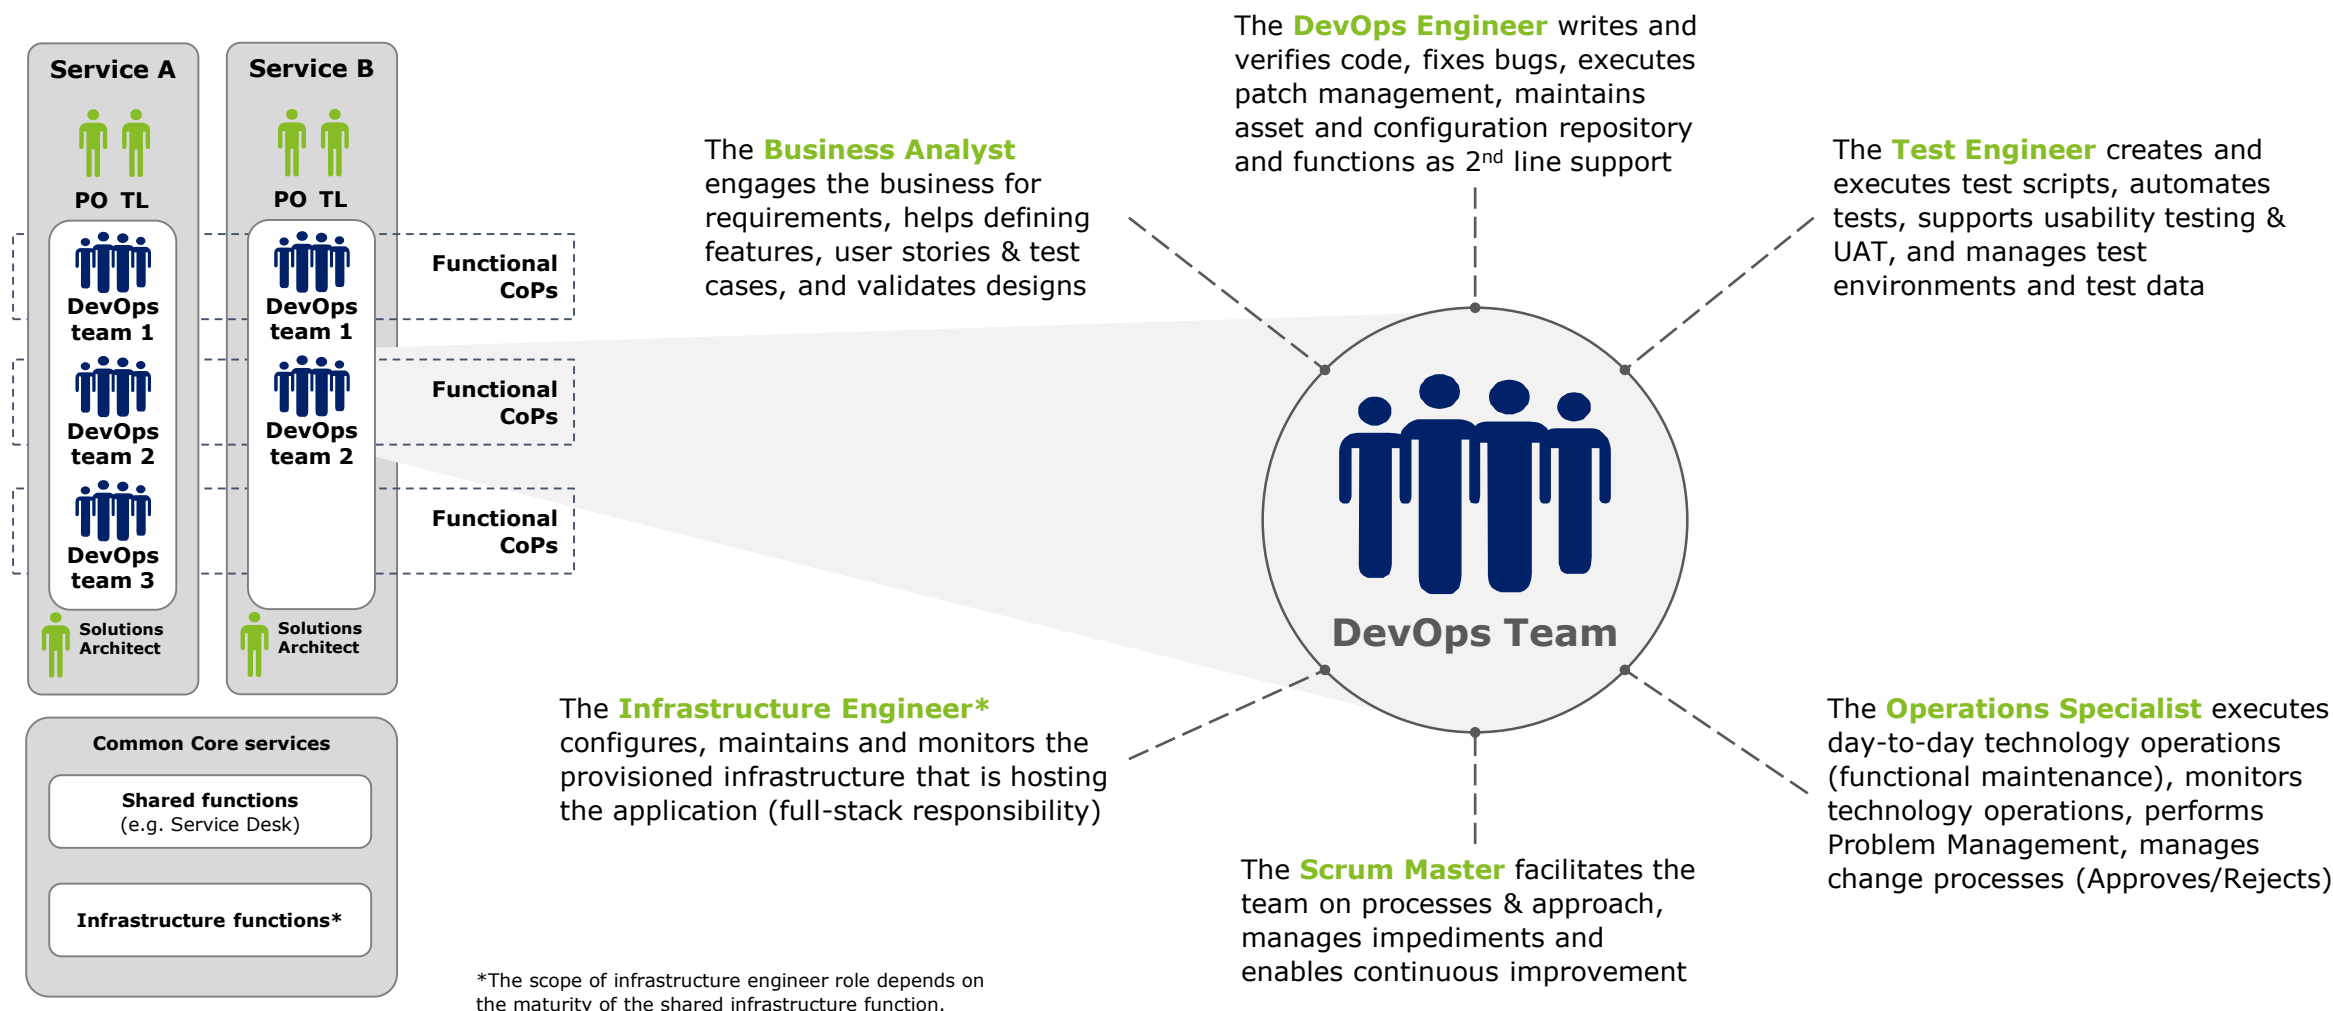 Service A
PO TL
DevOps
team 1
DevOps
team 2
DevOps
team 3
Solutions
Architect
Service B
PO TL
DevOps
team 1
DevOps
team 2
Solutions
Architect
Functional
CoPs
Functional
CoPs
Functional
CoPs
Common Core services
Shared functions
(e.g. Service Desk)
Infrastructure functions*
The Business Analyst
engages the business for
requirements, helps defining
features, user stories & test
cases, and validates designs
The DevOps Engineer writes and
verifies code, fixes bugs, executes
patch management, maintains
asset and configuration repository
and functions as 2nd line support
The Test Engineer creates and
executes test scripts, automates
tests, supports usability testing &
UAT, and manages test
environments and test data
DevOps Team
The Infrastructure Engineer*
configures, maintains and monitors the
provisioned infrastructure that is hosting
the application (full-stack responsibility)
The Scrum Master facilitates the
team on processes & approach,
manages impediments and
enables continuous improvement
The Operations Specialist executes
day-to-day technology operations
(functional maintenance), monitors
technology operations, performs
Problem Management, manages
change processes (Approves/Rejects)
*The scope of infrastructure engineer role depends on
the maturity of the shared infrastructure function.